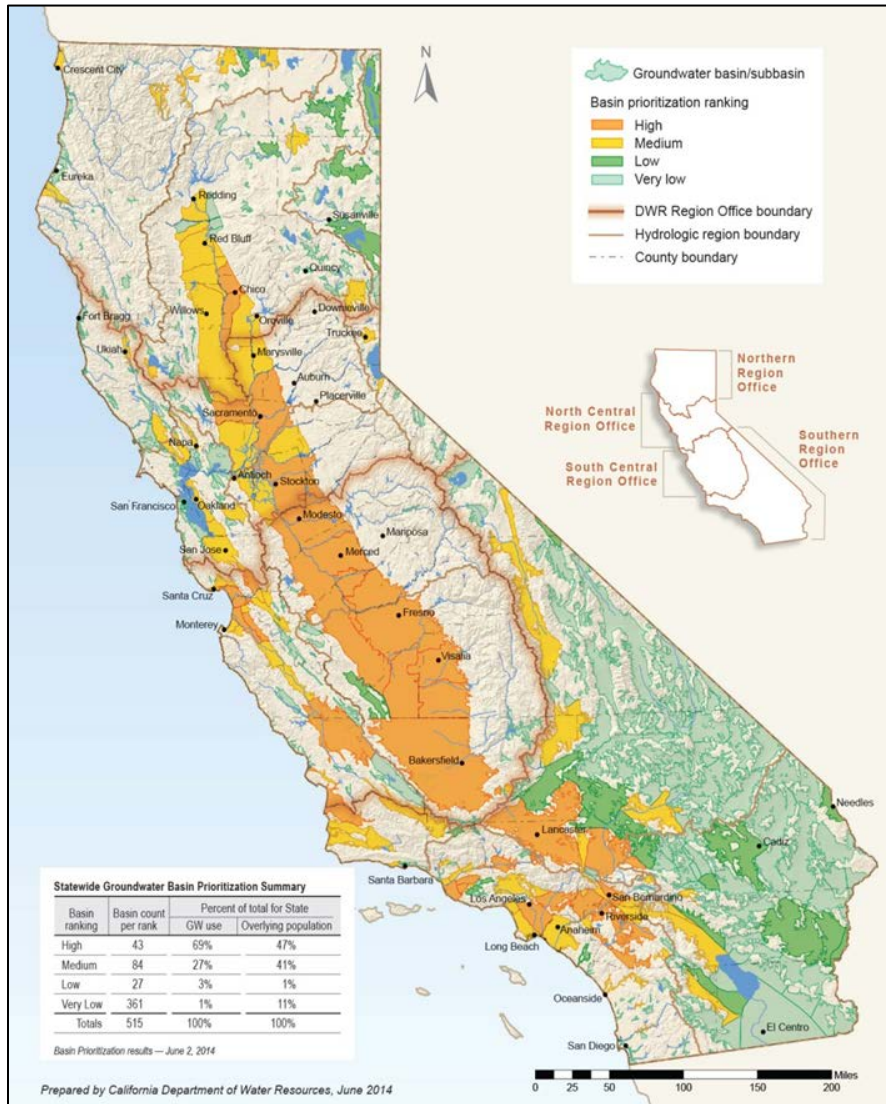 N
Groundwater basin/subbasin
Basin prioritization ranking
High
Medium
Low
Very low
DWR Region Office boundary
Hydrologic region boundary
County boundary
Crescent City
Eureka
Redding
Red Bluff
Susanville
Quincy
Chico
Fort Bragg
Willows
Oroville
Downieville
Truckee
Ukiah
Marysville
Auburn
Placerville
Sacramento
Napa
Antioch
Stockton
San Francisco
Oakland
Modesto
Mariposa
San Jose
Merced
Santa Cruz
Monterey
Fresno
Visalia
Bakersfield
Needles
Lancaster
Cadiz
Santa Barbara
Los Angeles
San Bernardino
Riverside
Anaheim
Long Beach
Oceanside
El Centro
San Diego
Northern
Region
Office
North Central
Region Office
Southern
Region
Office
South Central
Region Office
Statewide Groundwater Basin Prioritization Summary
Basin ranking Basin count per rank Percent of total for State
GW use Overlying population
High 43 69% 47%
Medium 84 27% 41%
Low 27 3% 1%
Very Low 361 1% 11%
Totals 515 100% 100%
Basin Prioritization results — June 2, 2014
Miles
0 25 50 100 150 200
Prepared by California Department of Water Resources, June 2014